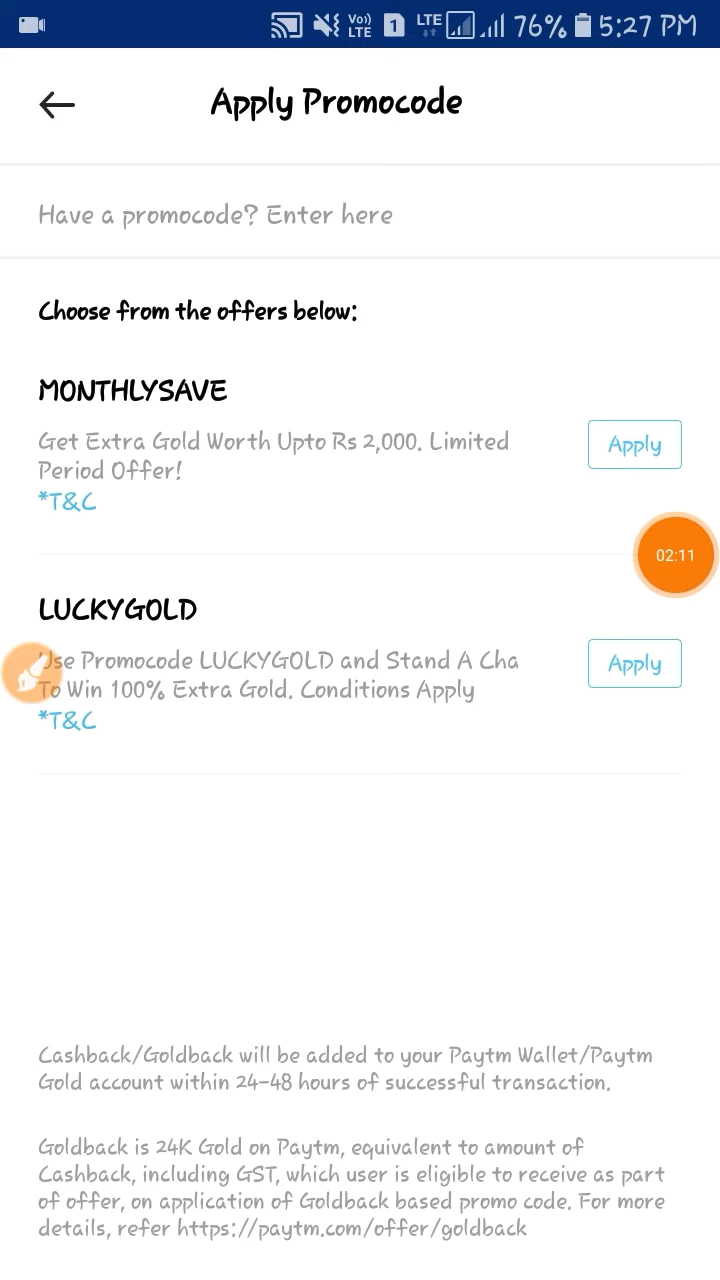 Vo)) LTE 1 LTE 76% 5:27 PM
Apply Promocode
Have a promocode? Enter here
Choose from the offers below:
MONTHLYSAVE
Get Extra Gold Worth Upto Rs 2,000. Limited
Period Offer!
Apply
*T&C
02:11
LUCKYGOLD
Use Promocode LUCKYGOLD and Stand A Cha
To Win 100% Extra Gold. Conditions Apply
Apply
*T&C
Cashback/Goldback will be added to your Paytm Wallet/Paytm
Gold account within 24-48 hours of successful transaction.
Goldback is 24K Gold on Paytm, equivalent to amount of
Cashback, including GST, which user is eligible to receive as part
of offer, on application of Goldback based promo code. For more
details, refer https://paytm.com/offer/goldback